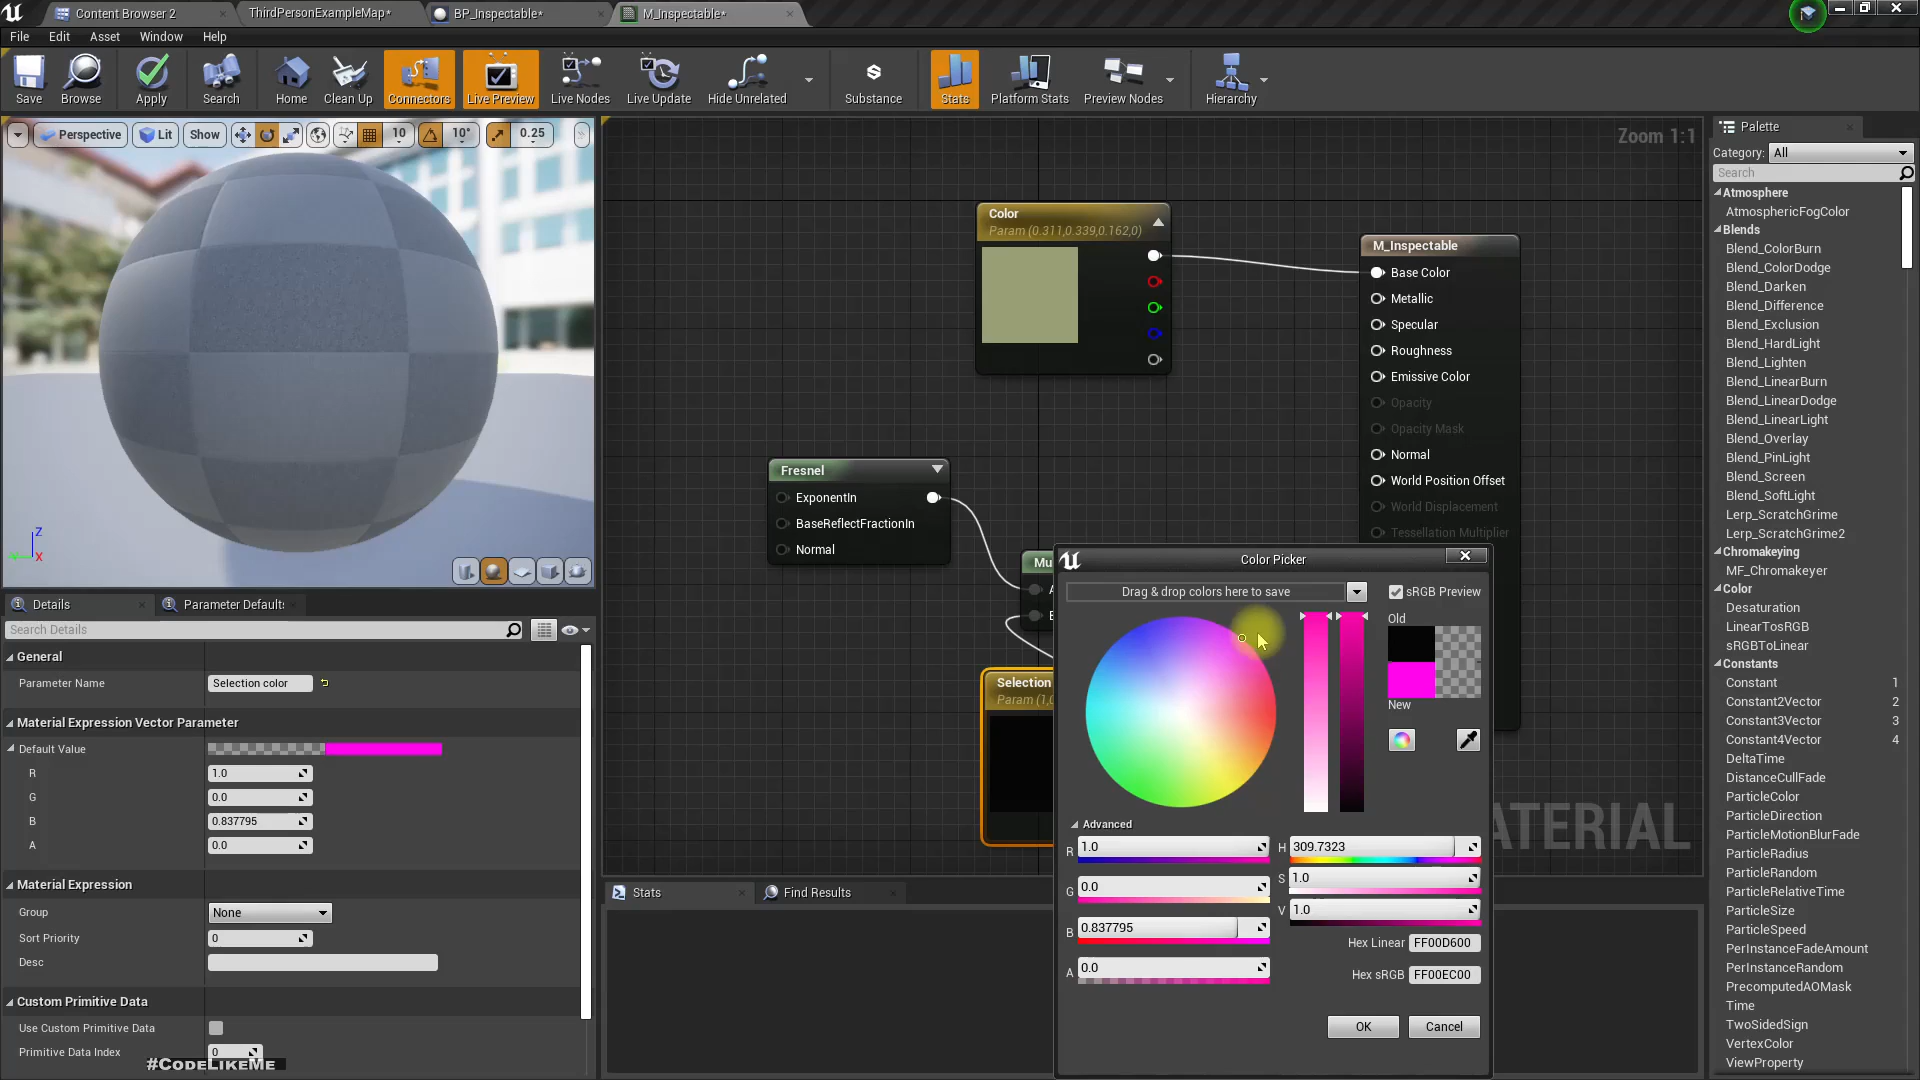 Content Browser 2
ThirdPersonExampleMap*
BP_Inspectable*
M_Inspectable*
File Edit Asset Window Help
Save
Browse
Apply
Search
Home
Clean Up
Connectors
Live Preview
Live Nodes
Live Update
Hide Unrelated
Substance
Stats
Platform Stats
Preview Nodes
Hierarchy
Perspective
Lit
Show
10
10°
0.25
Zoom 1:1
Z
X
Color
Param (0.311,0.339,0.162,0)
M_Inspectable
Base Color
Metallic
Specular
Roughness
Emissive Color
Opacity
Opacity Mask
Normal
World Position Offset
World Displacement
Tessellation Multiplier
Fresnel
ExponentIn
BaseReflectFractionIn
Normal
Mu
Selection
Param (1,0
ATERIAL
Details
Parameter Defaults
Search Details
General
Parameter Name Selection color
Material Expression Vector Parameter
Default Value
R 1.0
G 0.0
B 0.837795
A 0.0
Material Expression
Group None
Sort Priority 0
Desc
Custom Primitive Data
Use Custom Primitive Data
Primitive Data Index 0
#CodeLikeMe
Stats
Find Results
Color Picker
Drag & drop colors here to save
sRGB Preview
Old
New
Advanced
R 1.0
G 0.0
B 0.837795
A 0.0
H 309.7323
S 1.0
V 1.0
Hex Linear FF00D600
Hex sRGB FF00EC00
OK
Cancel
Palette
Category: All
Search
Atmosphere
AtmosphericFogColor
Blends
Blend_ColorBurn
Blend_ColorDodge
Blend_Darken
Blend_Difference
Blend_Exclusion
Blend_HardLight
Blend_Lighten
Blend_LinearBurn
Blend_LinearDodge
Blend_LinearLight
Blend_Overlay
Blend_PinLight
Blend_Screen
Blend_SoftLight
Lerp_ScratchGrime
Lerp_ScratchGrime2
Chromakeying
MF_Chromakeyer
Color
Desaturation
LinearTosRGB
sRGBToLinear
Constants
Constant 1
Constant2Vector 2
Constant3Vector 3
Constant4Vector 4
DeltaTime
DistanceCullFade
ParticleColor
ParticleDirection
ParticleMotionBlurFade
ParticleRadius
ParticleRandom
ParticleRelativeTime
ParticleSize
ParticleSpeed
PerInstanceFadeAmount
PerInstanceRandom
PrecomputedAOMask
Time
TwoSidedSign
VertexColor
ViewProperty